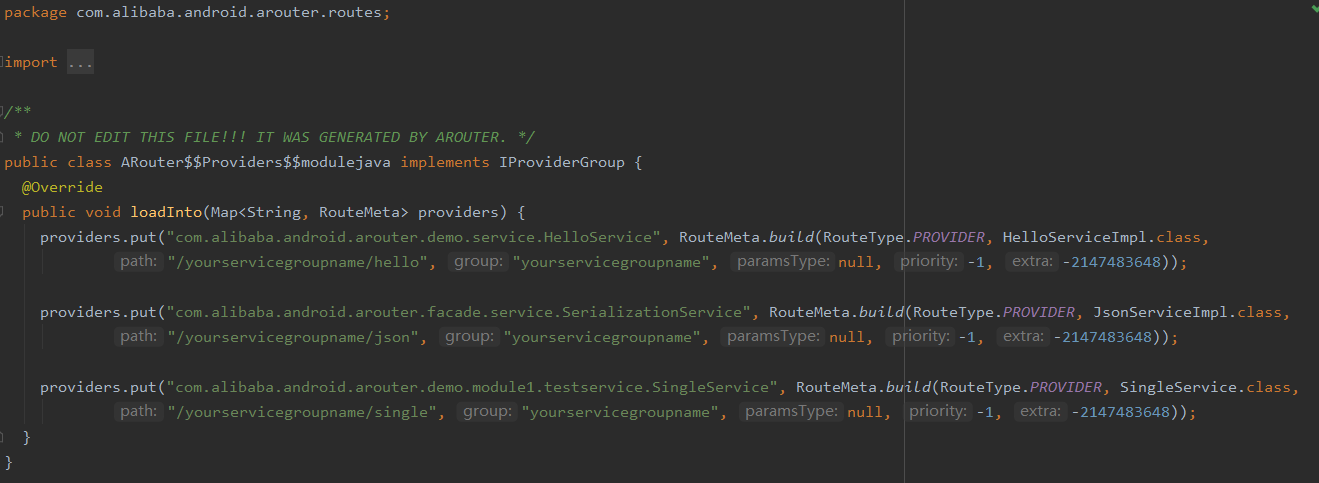 package com.alibaba.android.arouter.routes;
import ...
/**
* DO NOT EDIT THIS FILE!!! IT WAS GENERATED BY AROUTER. */
public class ARouter$$Providers$$modulejava implements IProviderGroup {
@Override
public void loadInto(Map<String, RouteMeta> providers) {
providers.put("com.alibaba.android.arouter.demo.service.HelloService", RouteMeta.build(RouteType.PROVIDER, HelloServiceImpl.class,
path: "/yourservicegroupname/hello", group: "yourservicegroupname", paramsType: null, priority: -1, extra: -2147483648));
providers.put("com.alibaba.android.arouter.facade.service.SerializationService", RouteMeta.build(RouteType.PROVIDER, JsonServiceImpl.class,
path: "/yourservicegroupname/json", group: "yourservicegroupname", paramsType: null, priority: -1, extra: -2147483648));
providers.put("com.alibaba.android.arouter.demo.module1.testservice.SingleService", RouteMeta.build(RouteType.PROVIDER, SingleService.class,
path: "/yourservicegroupname/single", group: "yourservicegroupname", paramsType: null, priority: -1, extra: -2147483648));
}
}